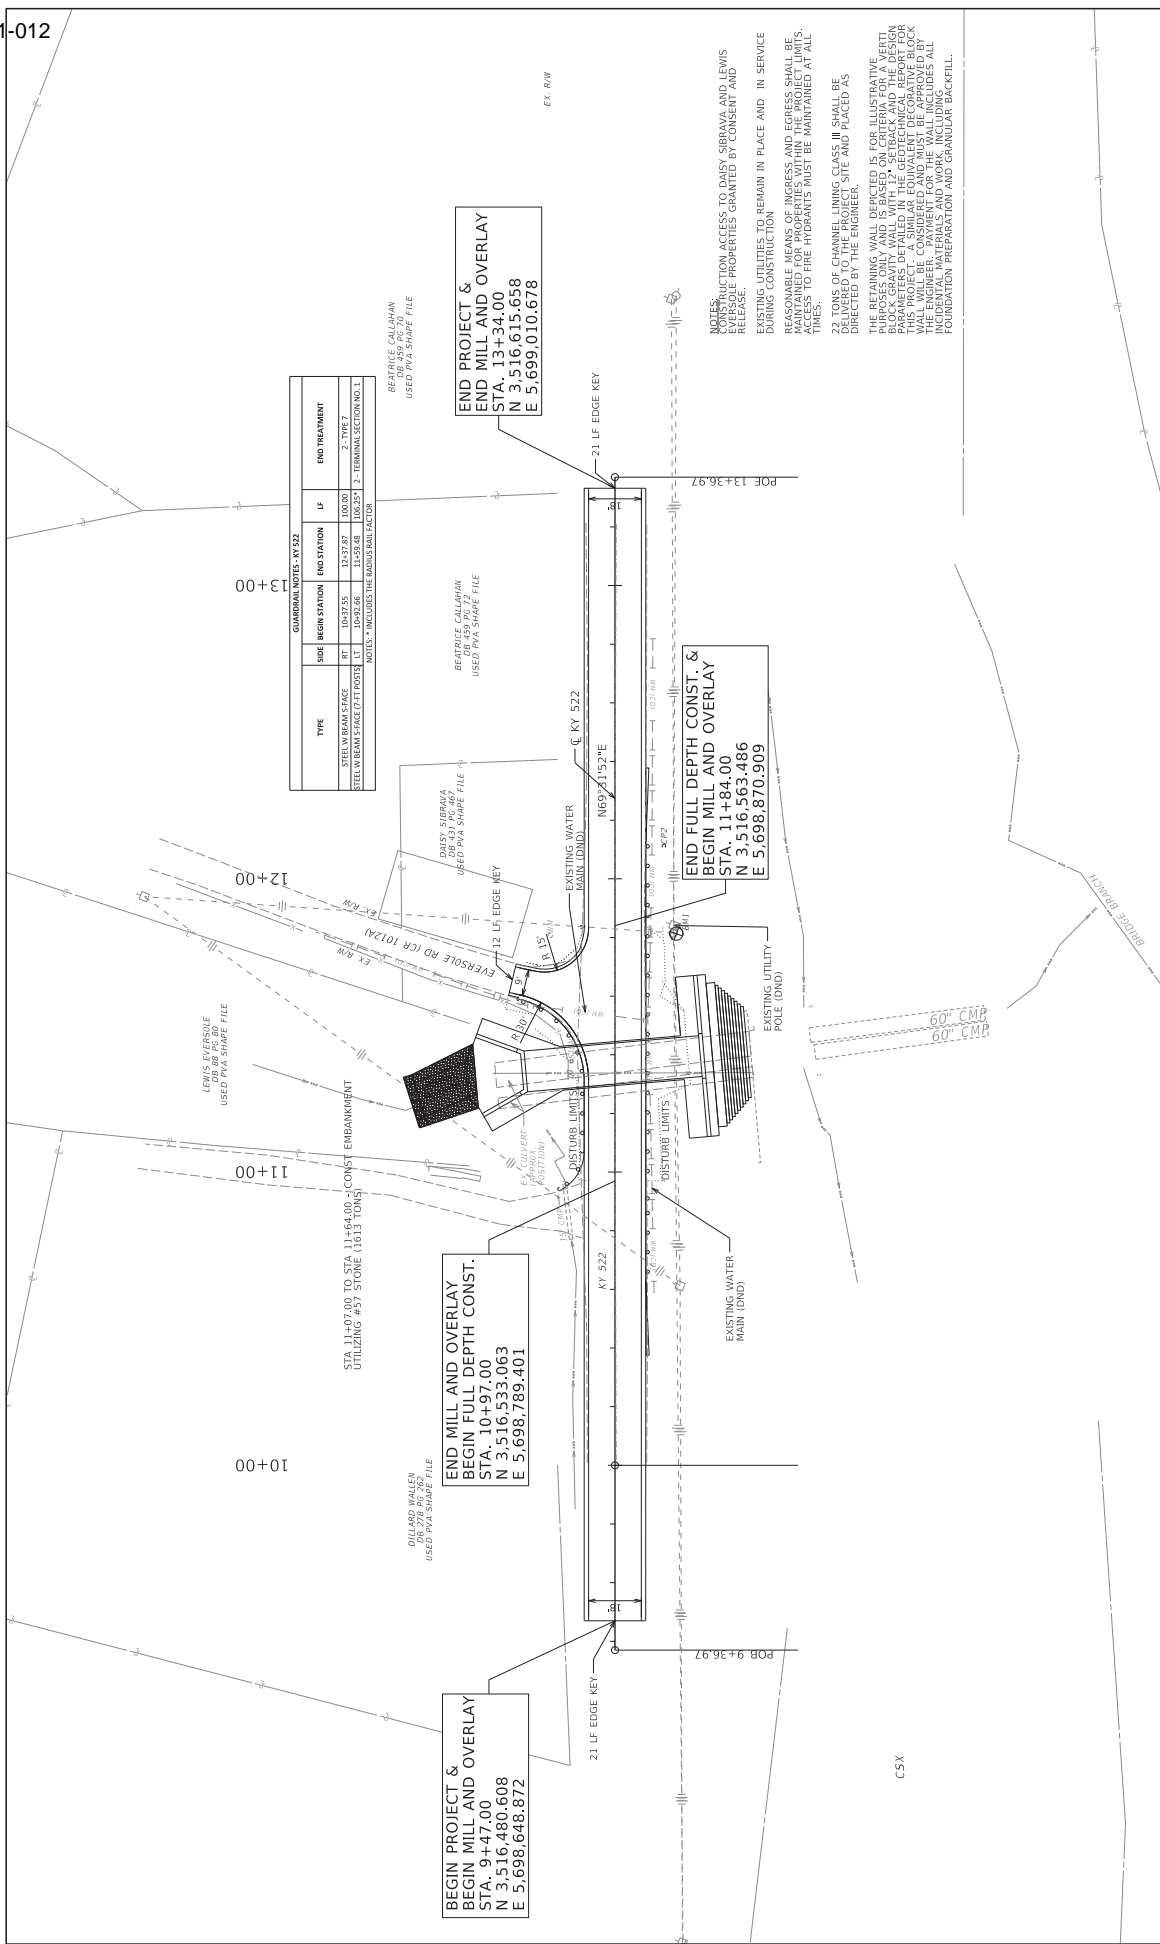 1-012
EX. R/W
NOTES:
CONSTRUCTION ACCESS TO DAISY SIBRAVA AND LEWIS
EVERSOLE PROPERTIES GRANTED BY CONSENT AND
RELEASE.
EXISTING UTILITIES TO REMAIN IN PLACE AND IN SERVICE
DURING CONSTRUCTION
REASONABLE MEANS OF INGRESS AND EGRESS SHALL BE
MAINTAINED FOR PROPERTIES WITHIN THE PROJECT LIMITS.
ACCESS TO FIRE HYDRANTS MUST BE MAINTAINED AT ALL
TIMES.
22 TONS OF CHANNEL LINING CLASS III SHALL BE
DELIVERED TO THE PROJECT SITE AND PLACED AS
DIRECTED BY THE ENGINEER.
THE RETAINING WALL DEPICTED IS FOR ILLUSTRATIVE
PURPOSES ONLY AND IS BASED ON CRITERIA FOR A VERTI
BLOCK GRAVITY WALL WITH 12" SETBACK AND THE DESIGN
PARAMETERS DETAILED IN THE GEOTECHNICAL REPORT FOR
THIS PROJECT. A SIMILAR EQUIVALENT DECORATIVE BLOCK
WALL WILL BE CONSIDERED AND MUST BE APPROVED BY
THE ENGINEER. PAYMENT FOR THE WALL INCLUDES ALL
INCIDENTAL MATERIALS AND WORK, INCLUDING
FOUNDATION PREPARATION AND GRANULAR BACKFILL.
GUARDRAIL NOTES - KY 522
TYPE SIDE BEGIN STATION END STATION LF END TREATMENT
STEEL W BEAM S-FACE RT 10+37.55 12+37.87 100.00 2 - TYPE 7
STEEL W BEAM S-FACE (7-FT POSTS) LT 10+92.66 11+59.48 106.25* 2 - TERMINAL SECTION NO. 1
NOTES: * INCLUDES THE RADIUS RAIL FACTOR
BEATRICE CALLAHAN
DB 459 PG 70
USED PVA SHAPE FILE
END PROJECT &
END MILL AND OVERLAY
STA. 13+34.00
N 3,516,615.658
E 5,699,010.678
21 LF EDGE KEY
18'
POE 13+36.97
13+00
BEATRICE CALLAHAN
DB 459 PG 72
USED PVA SHAPE FILE
WM (CD)
℄ KY 522
N69°31'52"E
END FULL DEPTH CONST. &
BEGIN MILL AND OVERLAY
STA. 11+84.00
N 3,516,563.486
E 5,698,870.909
12+00
DAISY SIBRAVA
DB 431 PG 467
USED PVA SHAPE FILE
12 LF EDGE KEY
EXISTING WATER
MAIN (DND)
CP2
WM (CD)
BM1
EX. R/W
EVERSOLE RD (CR 1012A)
EX. R/W
R 15'
9'
R 30'
EXISTING UTILITY
POLE (DND)
BRIDGE BRANCH
60" CMP
60" CMP
LEWIS EVERSOLE
DB 88 PG 80
USED PVA SHAPE FILE
STA 11+07.00 TO STA 11+64.00 - CONST EMBANKMENT
UTILIZING #57 STONE (1613 TONS)
11+00
DISTURB LIMITS
DISTURB LIMITS
EX. CULVERT
(APPROX.
POSITION)
15" CMP
END MILL AND OVERLAY
BEGIN FULL DEPTH CONST.
STA. 10+97.00
N 3,516,533.063
E 5,698,789.401
KY 522
WM (CD)
EXISTING WATER
MAIN (DND)
10+00
DILLARD WALLEN
DB 278 PG 262
USED PVA SHAPE FILE
18'
POB 9+36.97
21 LF EDGE KEY
BEGIN PROJECT &
BEGIN MILL AND OVERLAY
STA. 9+47.00
N 3,516,480.608
E 5,698,648.872
CSX